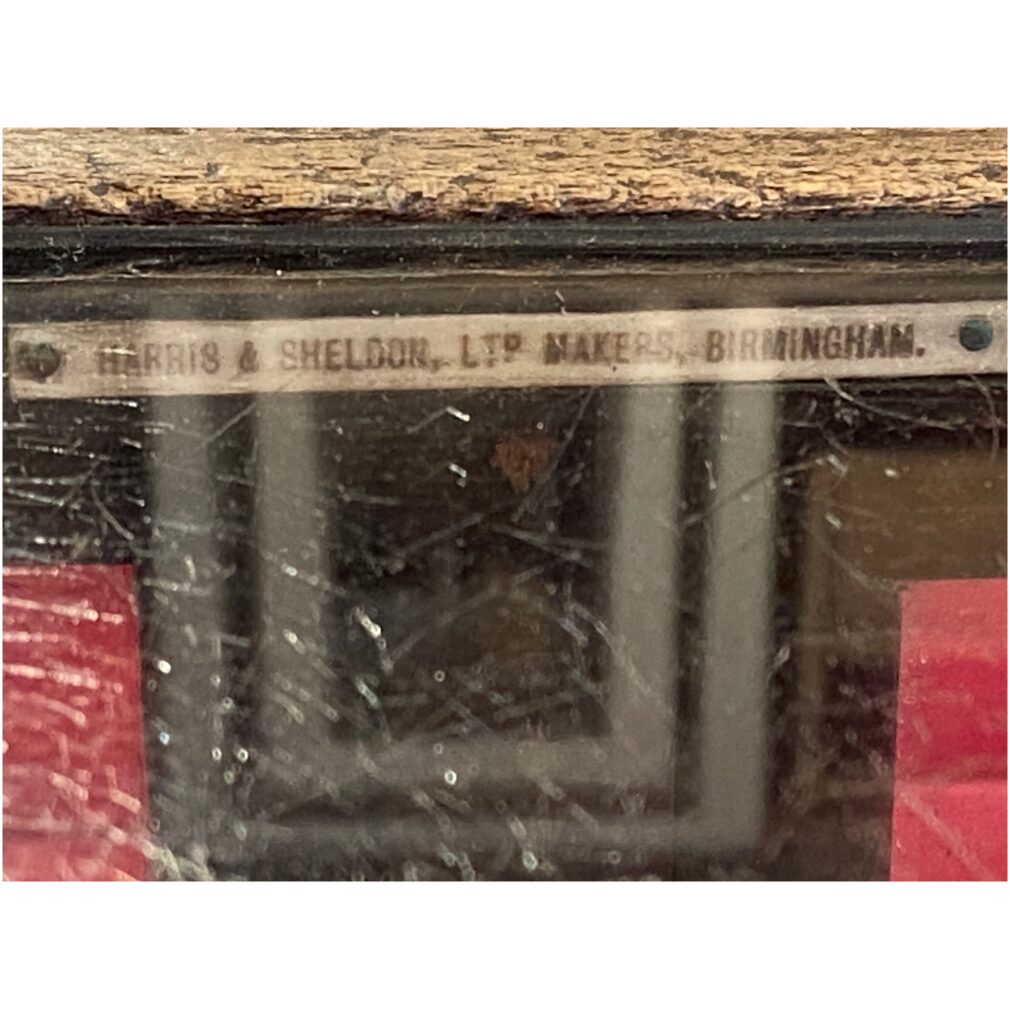 HARRIS & SHELDON, LTD MAKERS, BIRMINGHAM.